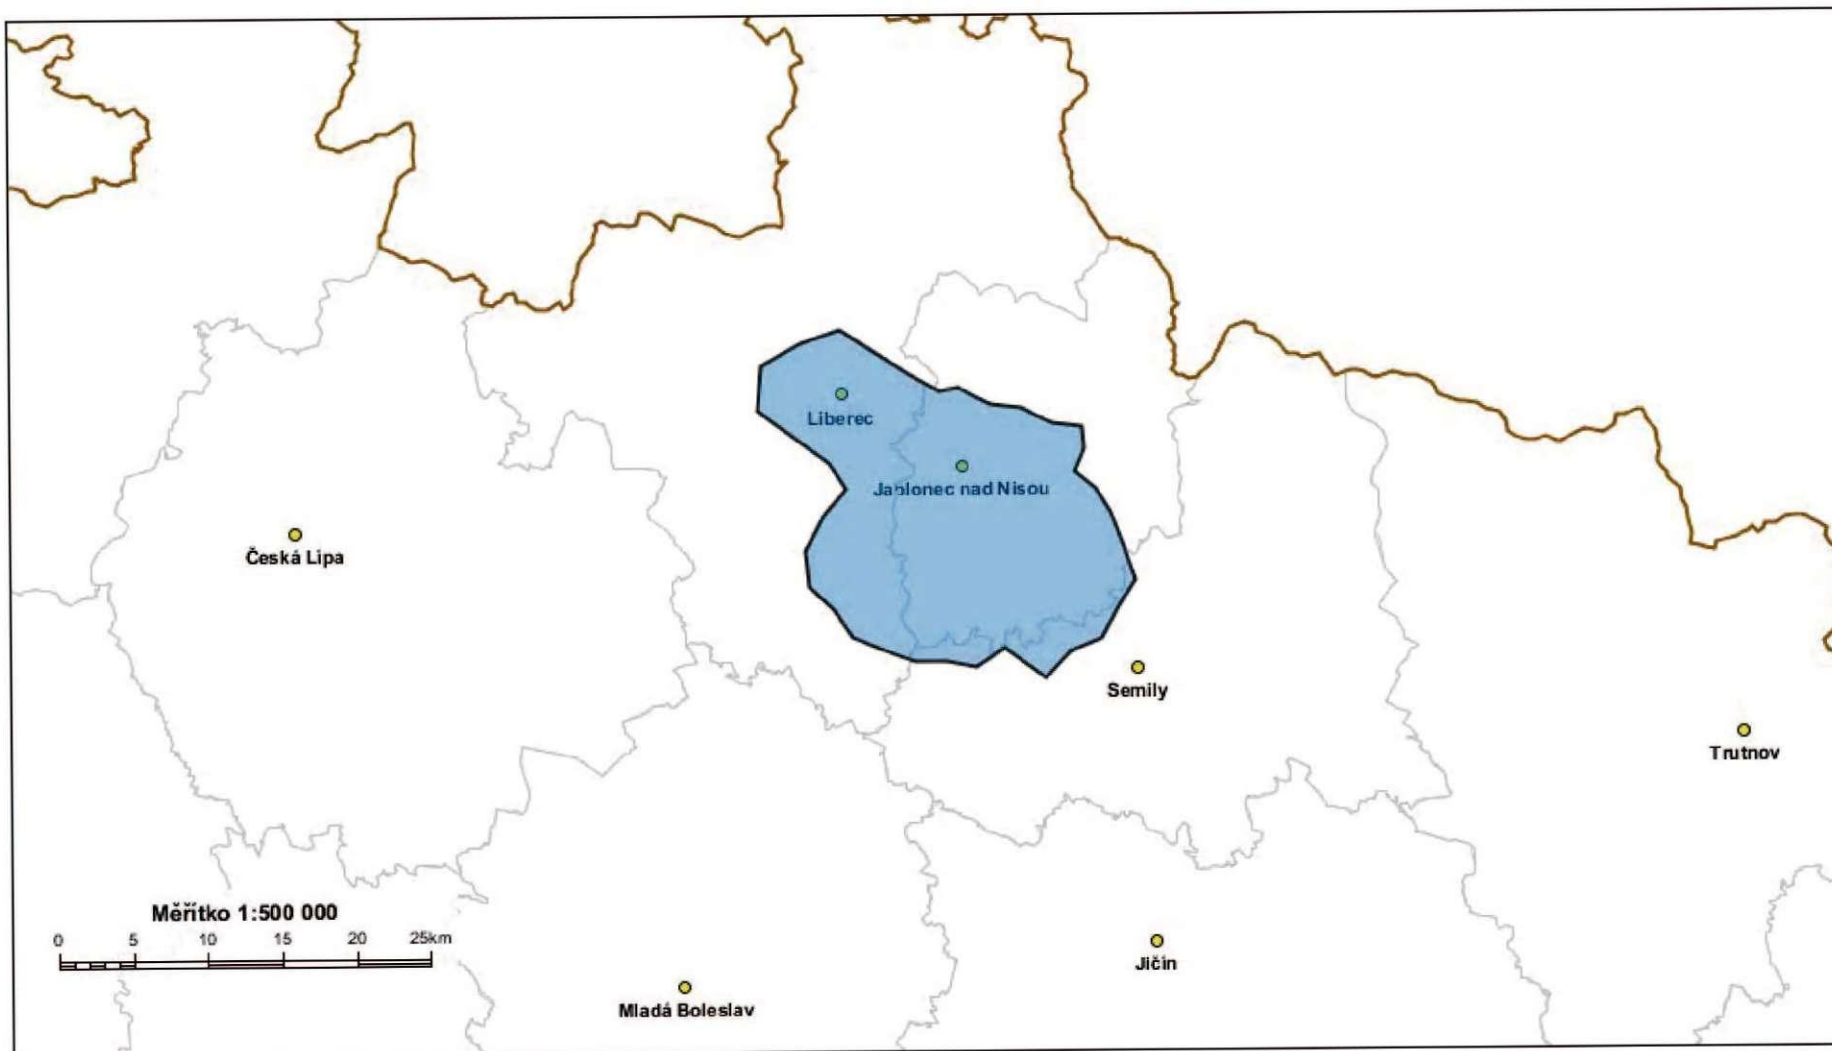 Liberec
Jablonec nad Nisou
Česká Lípa
Semily
Trutnov
Měřítko 1:500 000
0 5 10 15 20 25km
Jičín
Mladá Boleslav